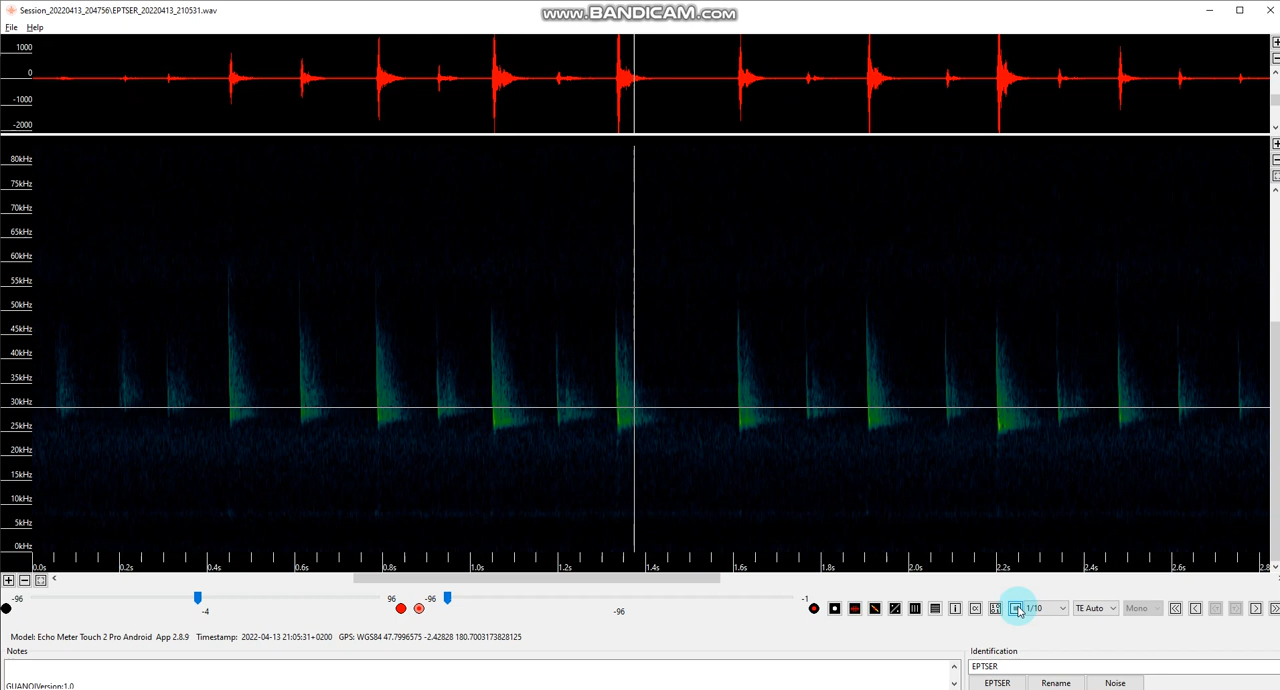 Session_20220413_204756\EPTSER_20220413_210531.wav
WWW.BANDICAM.COM
File Help
1000
0
-1000
-2000
80kHz
75kHz
70kHz
65kHz
60kHz
55kHz
50kHz
45kHz
40kHz
35kHz
30kHz
25kHz
20kHz
15kHz
10kHz
5kHz
0kHz
0.0s 0.2s 0.4s 0.6s 0.8s 1.0s 1.2s 1.4s 1.6s 1.8s 2.0s 2.2s 2.4s 2.6s 2.8
-96 96 -96 -1
-4 -96
1/10 TE Auto Mono
Model: Echo Meter Touch 2 Pro Android App 2.8.9 Timestamp: 2022-04-13 21:05:31+0200 GPS: WGS84 47.7996575 -2.42828 180.7003173828125
Notes Identification
EPTSER
GUANO|Version:1.0
EPTSER Rename Noise